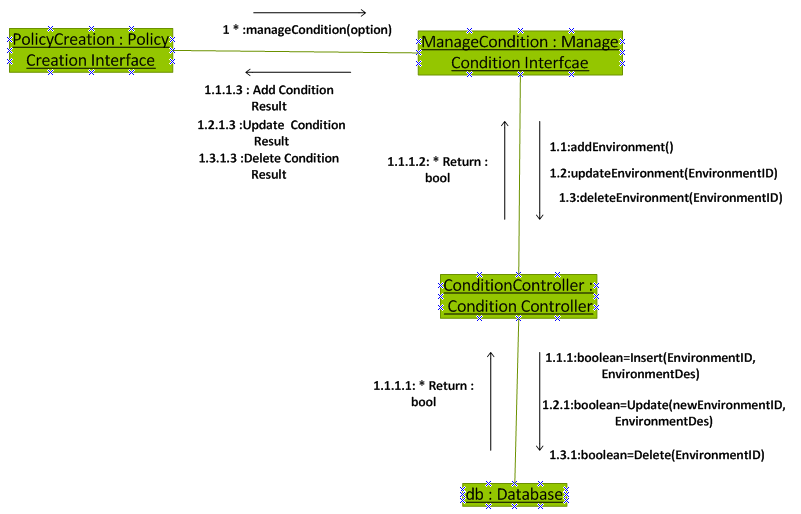 1 * :manageCondition(option)
PolicyCreation : Policy
Creation Interface
ManageCondition : Manage
Condition Interfcae
1.1.1.3 : Add Condition
Result
1.2.1.3 :Update Condition
Result
1.3.1.3 :Delete Condition
Result
1.1.1.2: * Return :
bool
1.1:addEnvironment()
1.2:updateEnvironment(EnvironmentID)
1.3:deleteEnvironment(EnvironmentID)
ConditionController :
Condition Controller
1.1.1.1: * Return :
bool
1.1.1:boolean=Insert(EnvironmentID,
EnvironmentDes)
1.2.1:boolean=Update(newEnvironmentID,
EnvironmentDes)
1.3.1:boolean=Delete(EnvironmentID)
db : Database